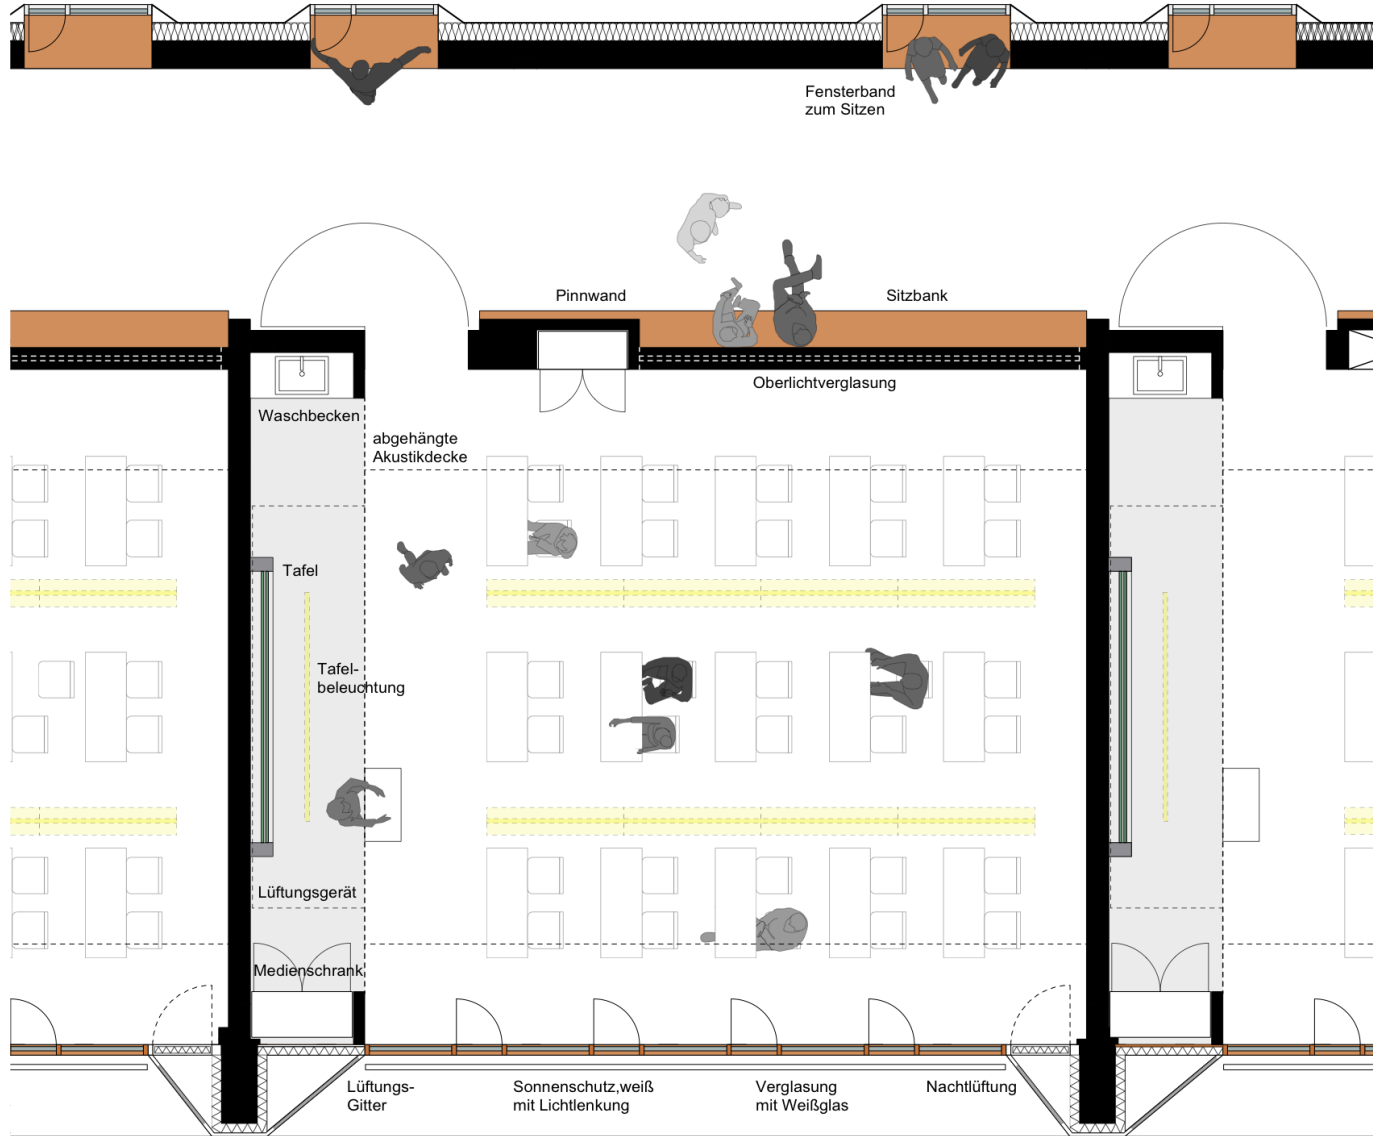 Fensterband
zum Sitzen
Pinnwand
Sitzbank
Oberlichtverglasung
Waschbecken
abgehängte
Akustikdecke
Tafel
Tafel-
beleuchtung
Lüftungsgerät
Medienschrank
Lüftungs-
Gitter
Sonnenschutz,weiß
mit Lichtlenkung
Verglasung
mit Weißglas
Nachtlüftung